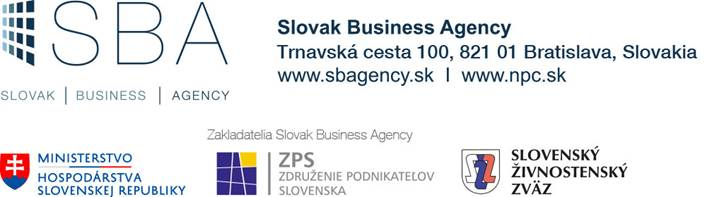 SBA
SLOVAK | BUSINESS | AGENCY
Slovak Business Agency
Trnavská cesta 100, 821 01 Bratislava, Slovakia
www.sbagency.sk I www.npc.sk
Zakladatelia Slovak Business Agency
MINISTERSTVO
HOSPODÁRSTVA
SLOVENSKEJ REPUBLIKY
ZPS
ZDRUŽENIE PODNIKATEĽOV
SLOVENSKA
SLOVENSKÝ
ŽIVNOSTENSKÝ
ZVÄZ